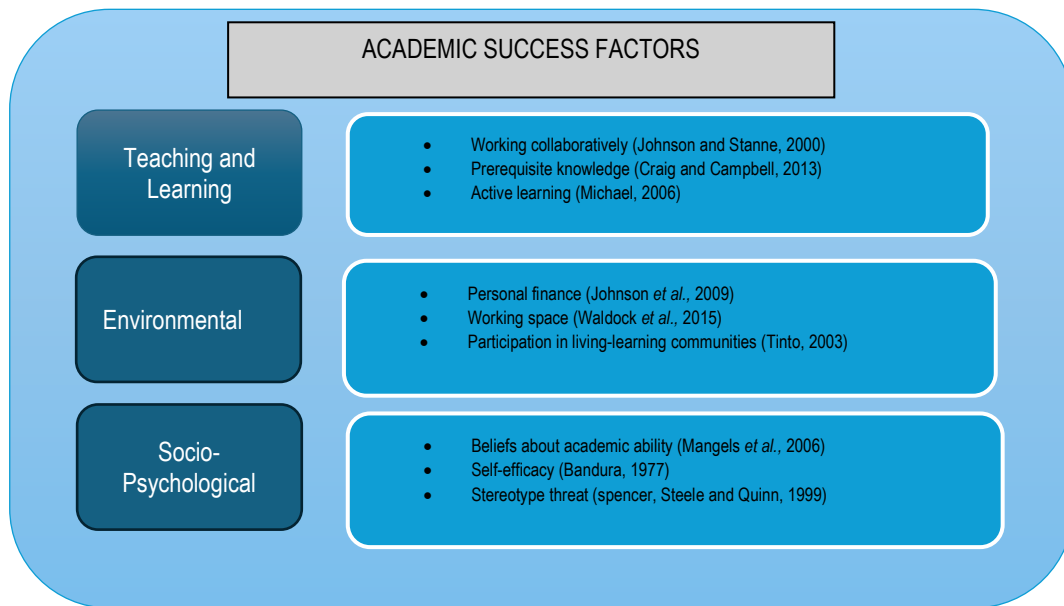 ACADEMIC SUCCESS FACTORS
Teaching and
Learning
• Working collaboratively (Johnson and Stanne, 2000)
• Prerequisite knowledge (Craig and Campbell, 2013)
• Active learning (Michael, 2006)
Environmental
• Personal finance (Johnson et al., 2009)
• Working space (Waldock et al., 2015)
• Participation in living-learning communities (Tinto, 2003)
Socio-
Psychological
• Beliefs about academic ability (Mangels et al., 2006)
• Self-efficacy (Bandura, 1977)
• Stereotype threat (spencer, Steele and Quinn, 1999)